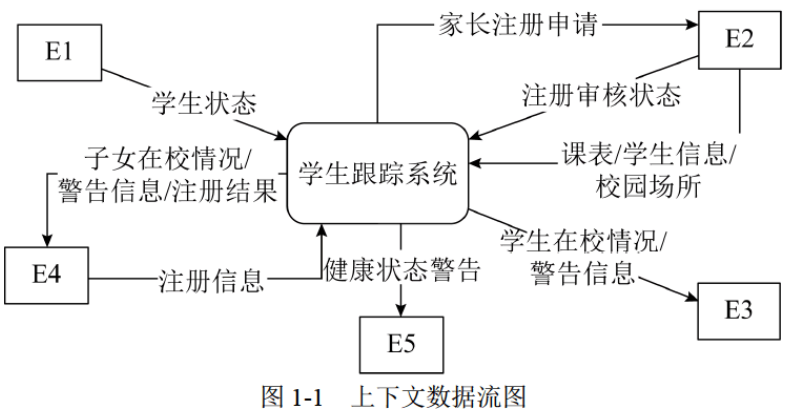 家长注册申请
E1
E2
学生状态
注册审核状态
子女在校情况/
警告信息/注册结果
学生跟踪系统
课表/学生信息/
校园场所
学生在校情况/
警告信息
E4
注册信息
健康状态警告
E3
E5
图 1-1 上下文数据流图